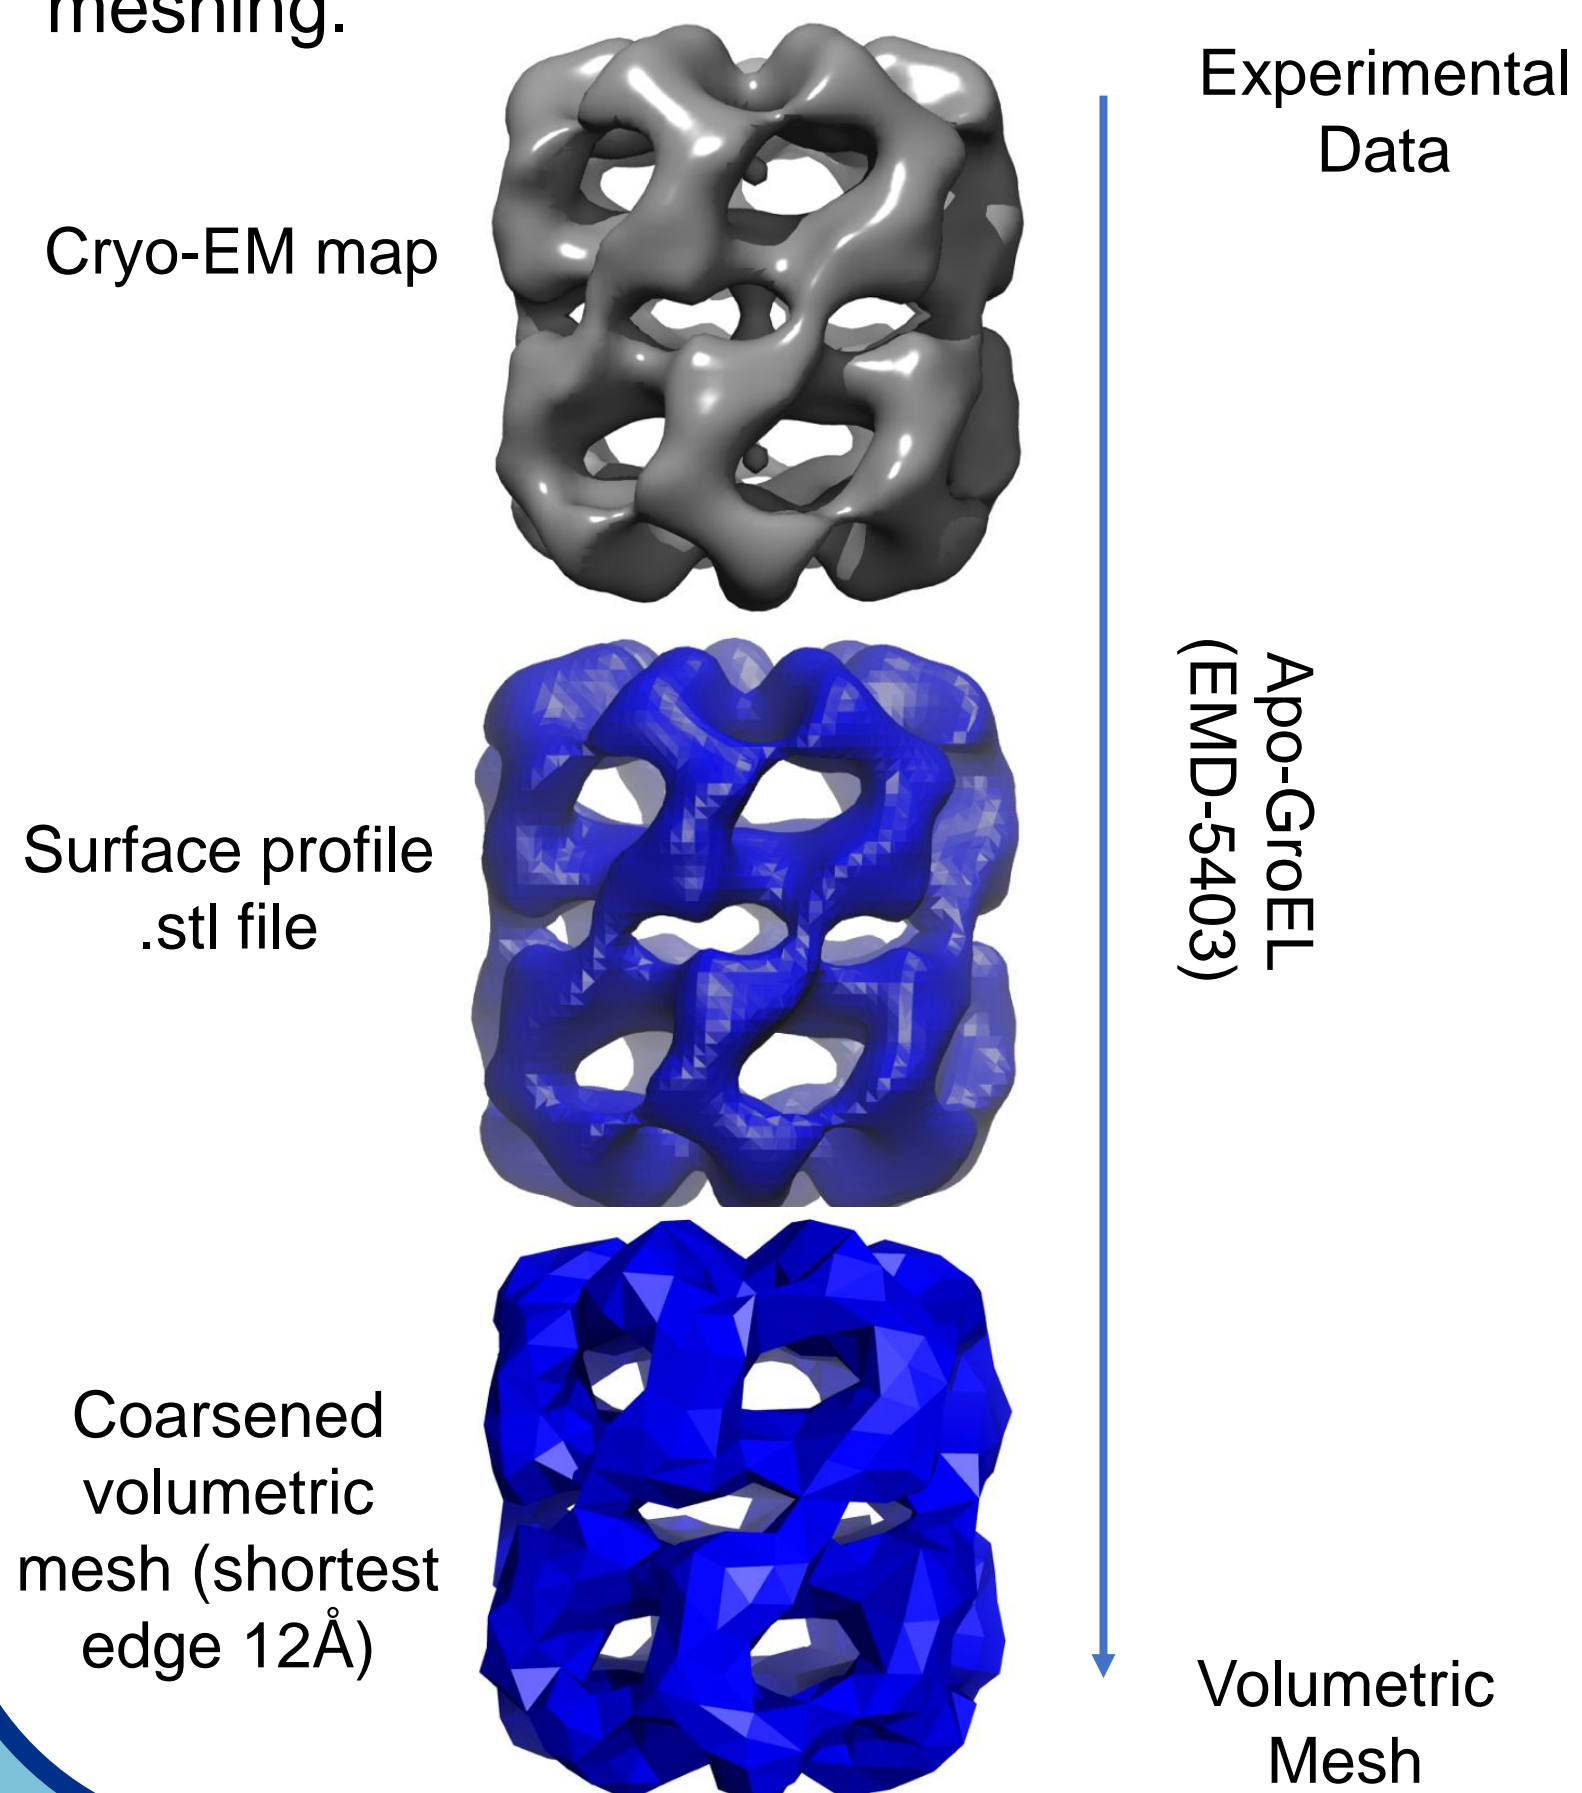 meshing.
Experimental
Data
Cryo-EM map
Apo-GroEL
(EMD-5403)
Surface profile
.stl file
Coarsened
volumetric
mesh (shortest
edge 12Å)
Volumetric
Mesh